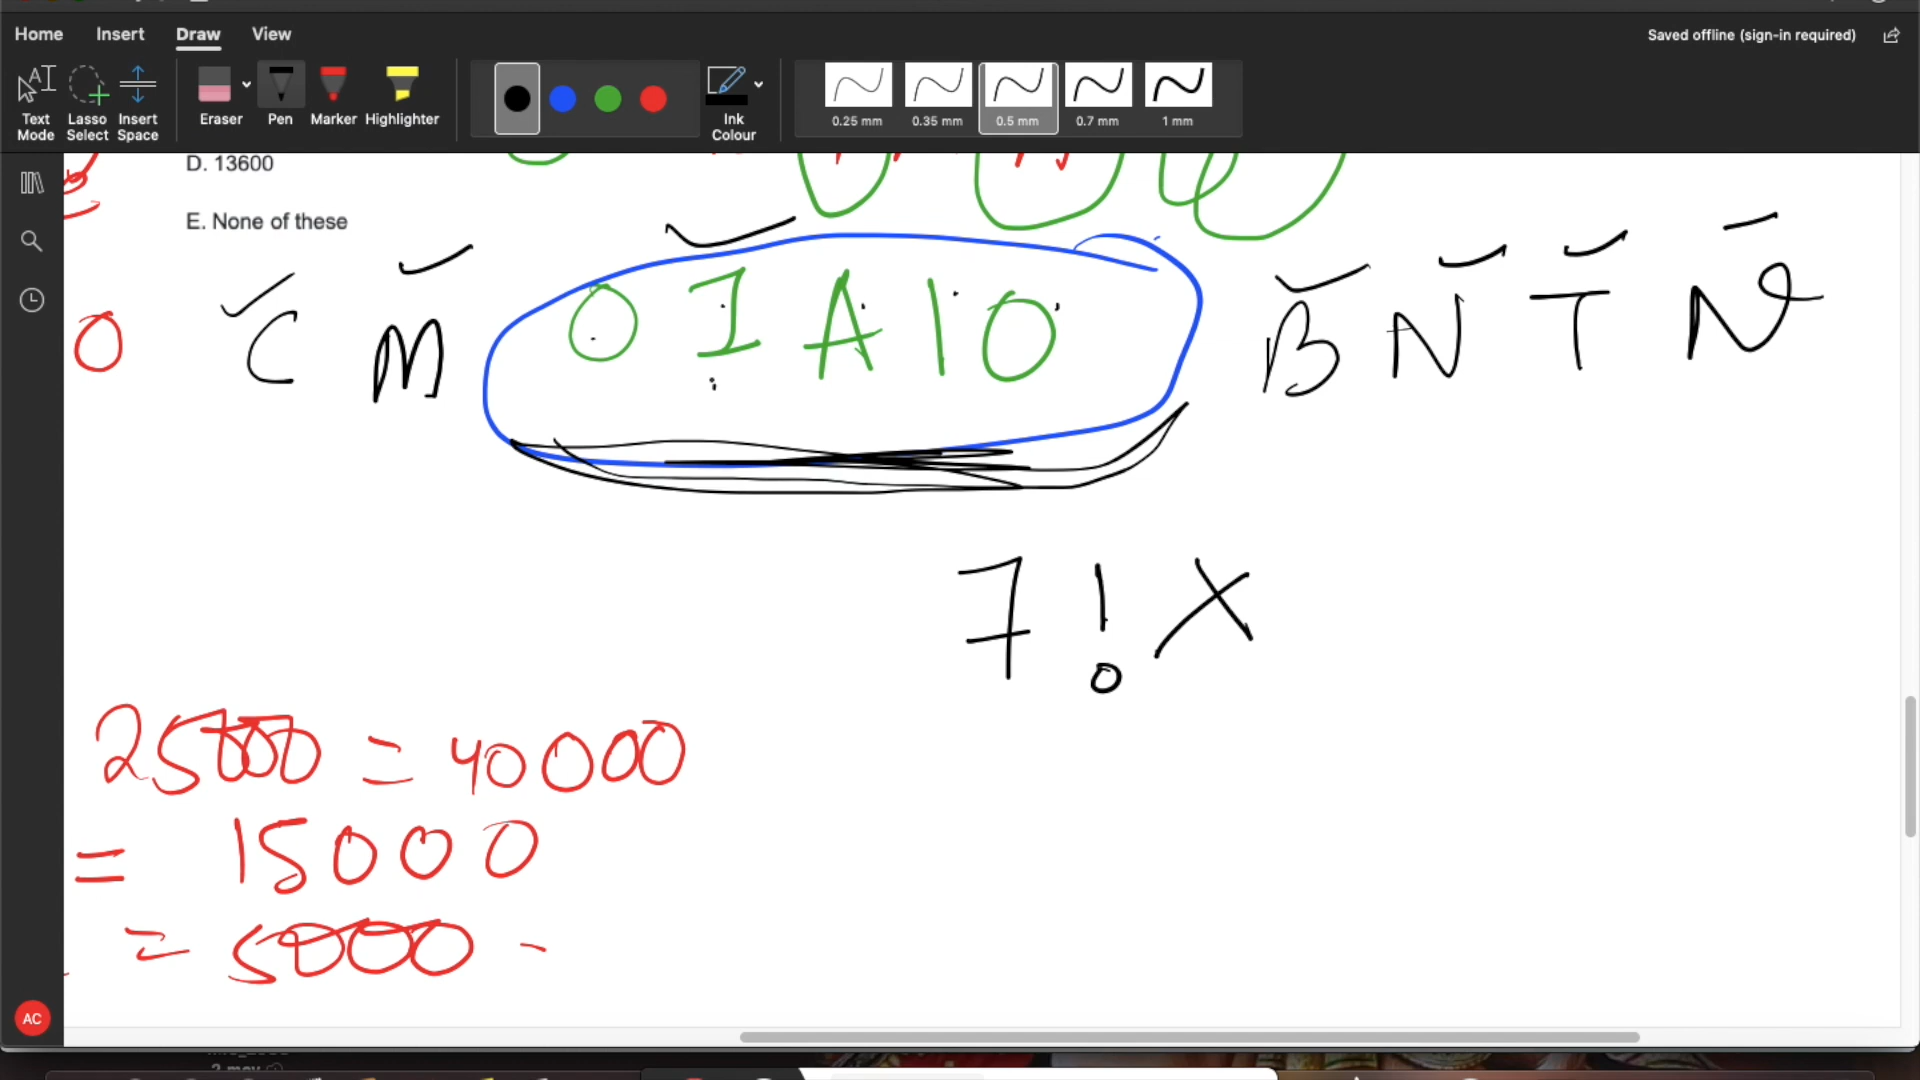 Home Insert Draw View Saved offline (sign-in required)
Text Mode Lasso Select Insert Space Eraser Pen Marker Highlighter Ink Colour 0.25 mm 0.35 mm 0.5 mm 0.7 mm 1 mm
D. 13600
E. None of these
0 C M O I A I O B N T N
7 ! X
25000 = 40000
= 15000
= 5000 -
AC